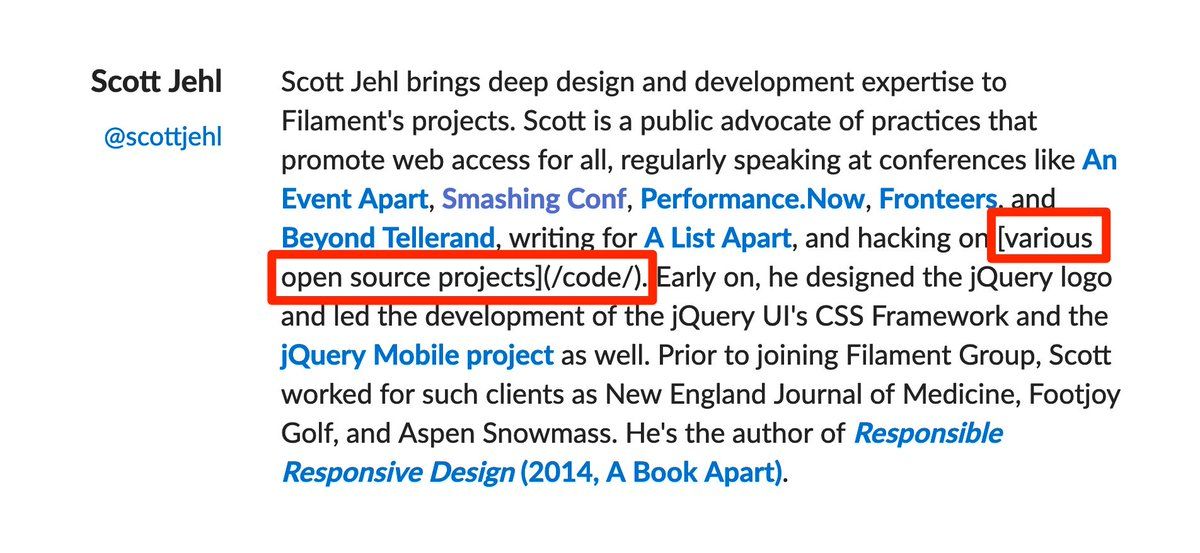 Scott Jehl
@scottjehl
Scott Jehl brings deep design and development expertise to
Filament's projects. Scott is a public advocate of practices that
promote web access for all, regularly speaking at conferences like An
Event Apart, Smashing Conf, Performance.Now, Fronteers, and
Beyond Tellerand, writing for A List Apart, and hacking on [various
open source projects](/code/). Early on, he designed the jQuery logo
and led the development of the jQuery UI's CSS Framework and the
jQuery Mobile project as well. Prior to joining Filament Group, Scott
worked for such clients as New England Journal of Medicine, Footjoy
Golf, and Aspen Snowmass. He's the author of Responsible
Responsive Design (2014, A Book Apart).